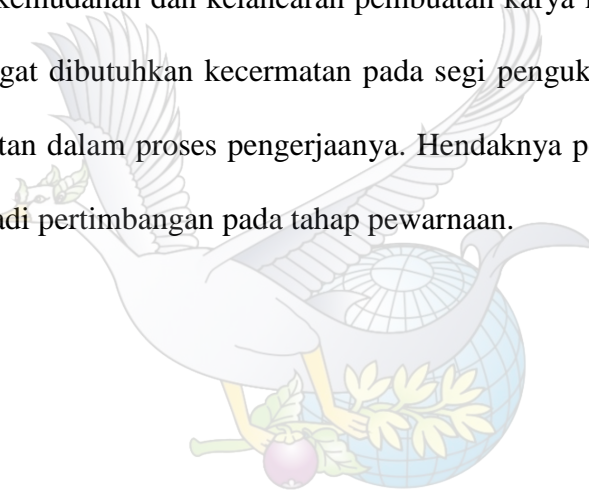 kemudahan dan kelancaran pembuatan karya
gat dibutuhkan kecermatan pada segi penguk
tan dalam proses pengerjaanya. Hendaknya p
adi pertimbangan pada tahap pewarnaan.